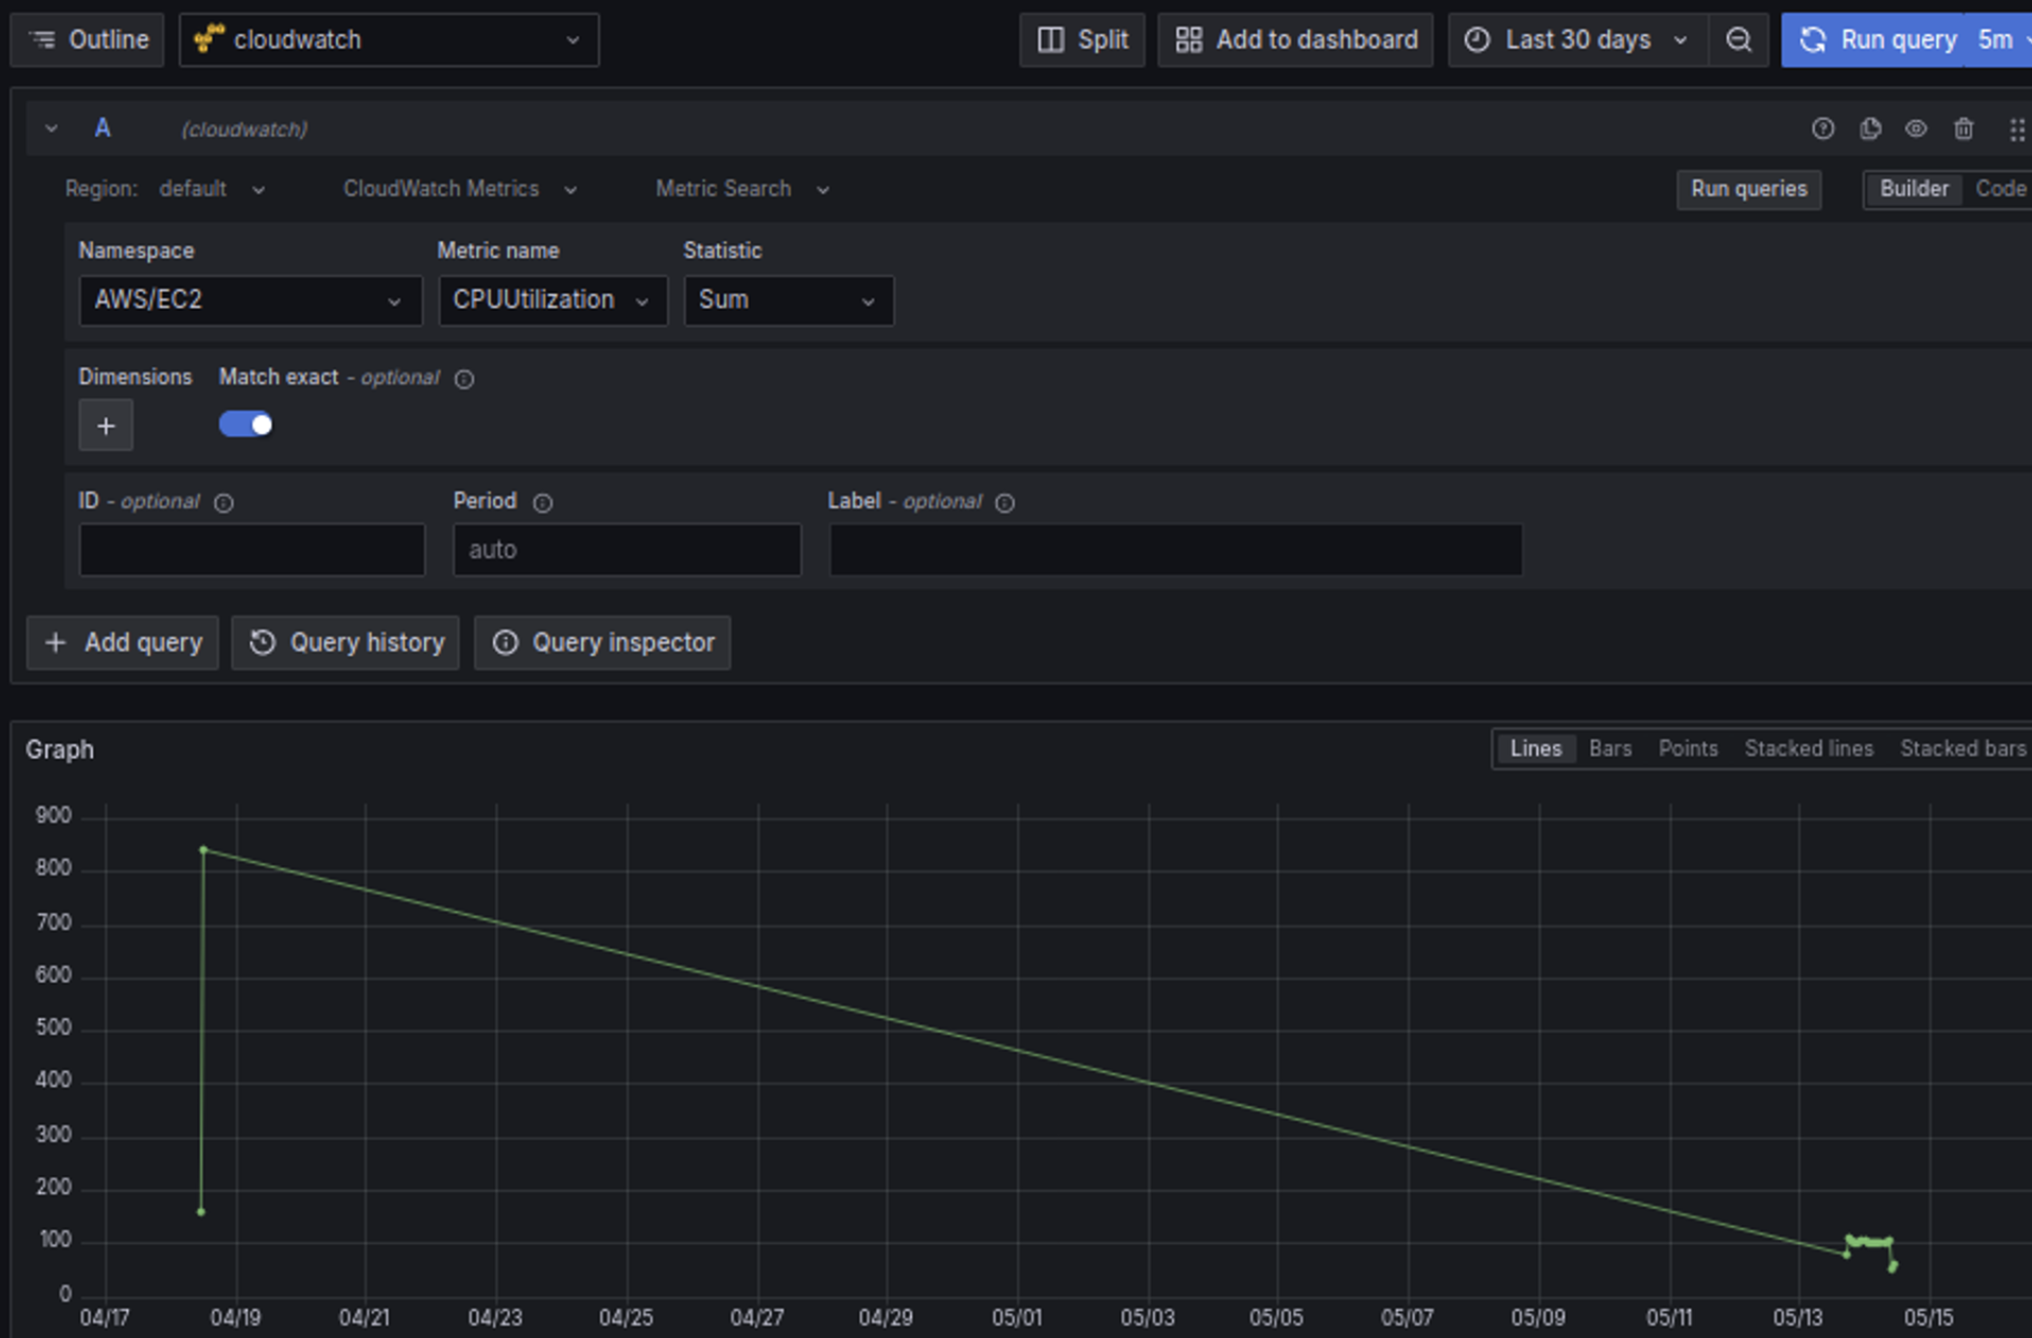 Outline cloudwatch Split Add to dashboard Last 30 days Run query 5m
A (cloudwatch)
Region: default CloudWatch Metrics Metric Search Run queries Builder Code
Namespace Metric name Statistic
AWS/EC2 CPUUtilization Sum
Dimensions Match exact - optional
+
ID - optional Period Label - optional
auto
+ Add query Query history Query inspector
Graph Lines Bars Points Stacked lines Stacked bars
900
800
700
600
500
400
300
200
100
0
04/17 04/19 04/21 04/23 04/25 04/27 04/29 05/01 05/03 05/05 05/07 05/09 05/11 05/13 05/15